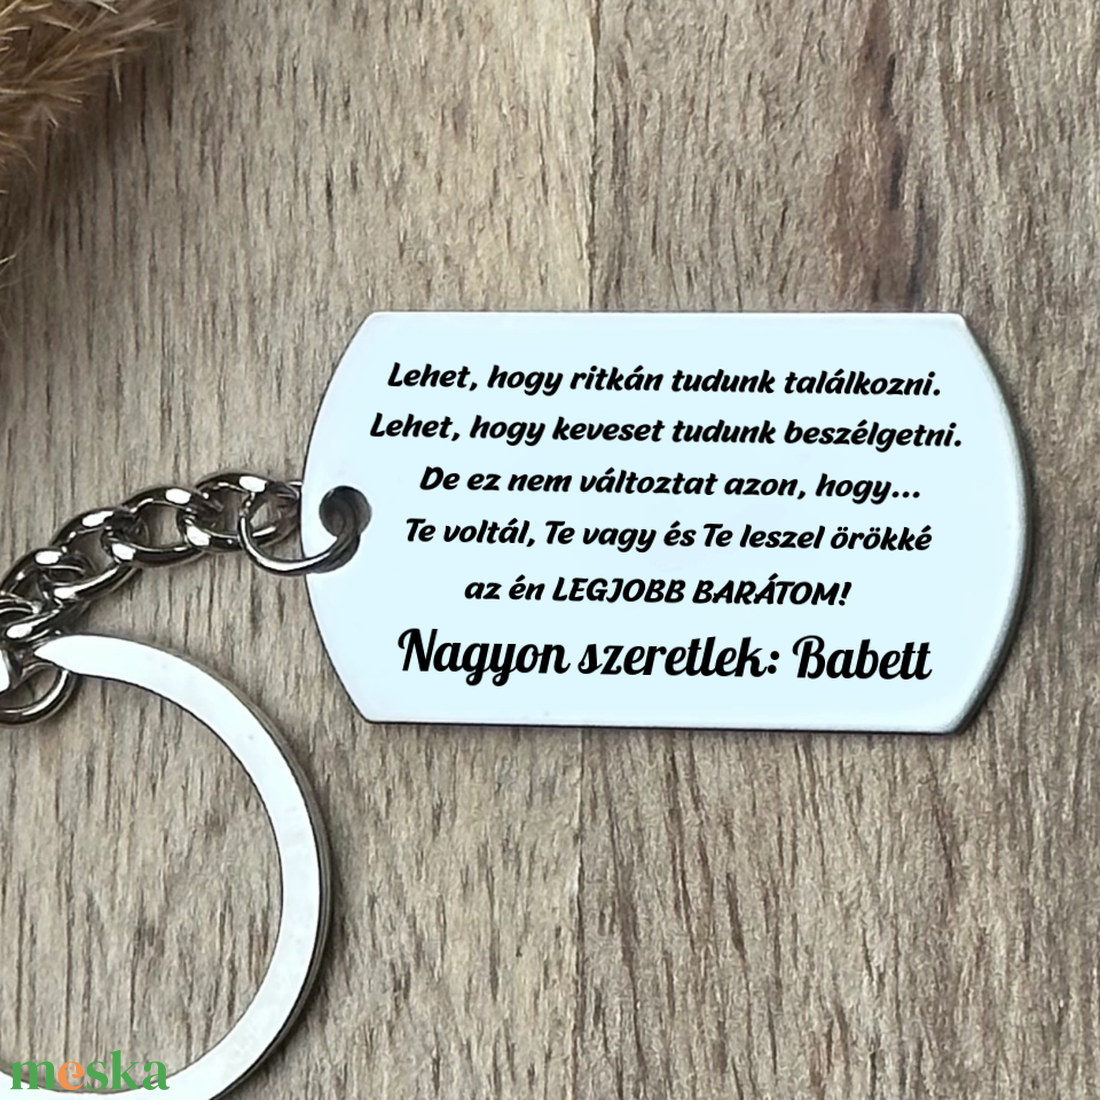 Lehet, hogy ritkán tudunk találkozni.
Lehet, hogy keveset tudunk beszélgetni.
De ez nem változtat azon, hogy...
Te voltál, Te vagy és Te leszel örökké
az én LEGJOBB BARÁTOM!
Nagyon szeretlek: Babett
meska